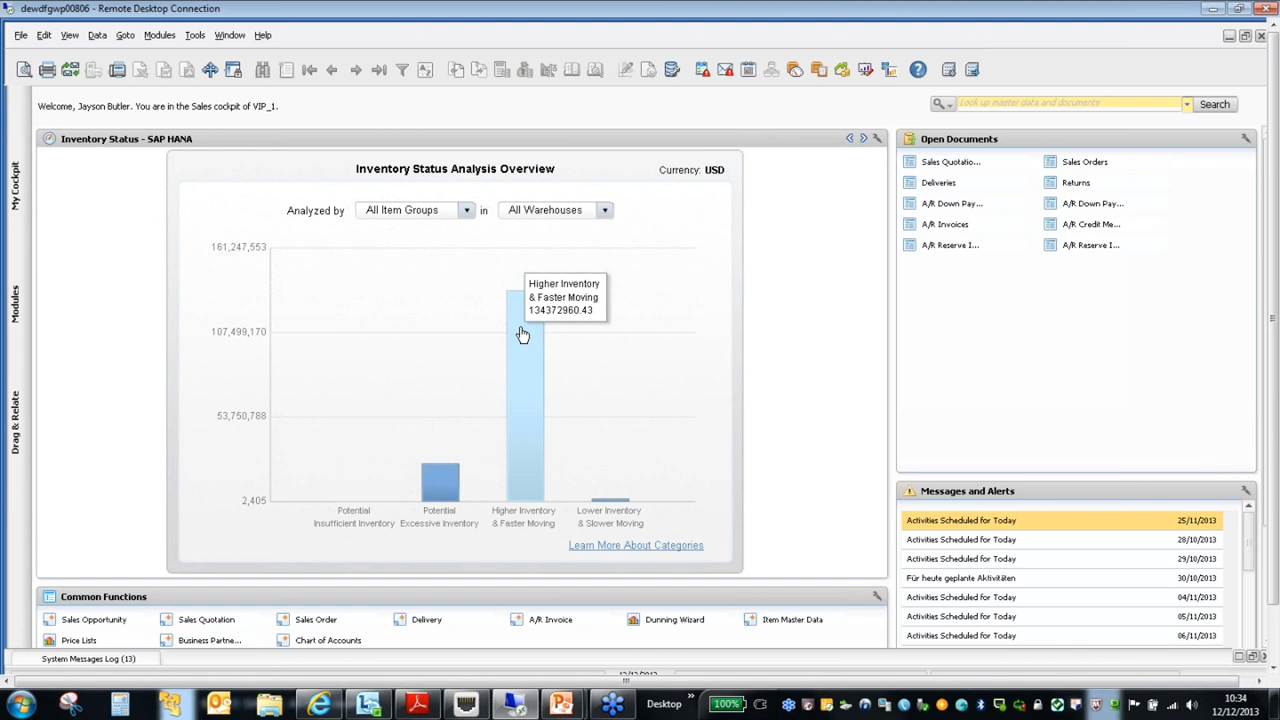 dewdfgwp00806 - Remote Desktop Connection
File Edit View Data Goto Modules Tools Window Help
Welcome, Jayson Butler. You are in the Sales cockpit of VIP_1.
Look up master data and documents
Search
My Cockpit
Modules
Drag & Relate
Inventory Status - SAP HANA
Inventory Status Analysis Overview
Currency: USD
Analyzed by All Item Groups in All Warehouses
161,247,553
107,499,170
53,750,788
2,405
Higher Inventory
& Faster Moving
134372960.43
Potential
Insufficient Inventory
Potential
Excessive Inventory
Higher Inventory
& Faster Moving
Lower Inventory
& Slower Moving
Learn More About Categories
Open Documents
Sales Quotatio... Sales Orders
Deliveries Returns
A/R Down Pay... A/R Down Pay...
A/R Invoices A/R Credit Me...
A/R Reserve I... A/R Reserve I...
Messages and Alerts
Activities Scheduled for Today 25/11/2013
Activities Scheduled for Today 28/10/2013
Activities Scheduled for Today 29/10/2013
Für heute geplante Aktivitäten 30/10/2013
Activities Scheduled for Today 04/11/2013
Activities Scheduled for Today 05/11/2013
Activities Scheduled for Today 06/11/2013
Common Functions
Sales Opportunity Sales Quotation Sales Order Delivery A/R Invoice Dunning Wizard Item Master Data
Price Lists Business Partne... Chart of Accounts
System Messages Log (13)
12/12/2013
Desktop
100%
10:34
12/12/2013